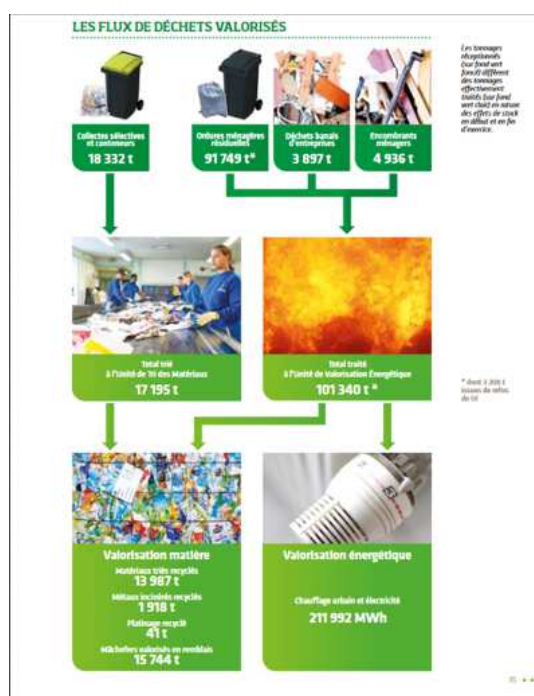 LES FLUX DE DÉCHETS VALORISÉS
Les tonnages
réceptionnés
(sur fond vert
foncé) diffèrent
des tonnages
effectivement
traités (sur fond
vert clair) en raison
des effets de stock
en début et en fin
d'exercice.
Collectes sélectives
et conteneurs
18 332 t
Ordures ménagères
résiduelles
91 749 t*
Déchets banals
d'entreprises
3 897 t
Encombrants
ménagers
4 936 t
Total trié
à l'Unité de Tri des Matériaux
17 195 t
Total traité
à l'Unité de Valorisation Énergétique
101 340 t *
* dont
issues de refus
de tri
Valorisation matière
Matériaux triés recyclés
13 987 t
Métaux incinérés recyclés
1 918 t
Platinage recyclé
41 t
Mâchefers valorisés en remblais
15 744 t
Valorisation énergétique
Chauffage urbain et électricité
211 992 MWh